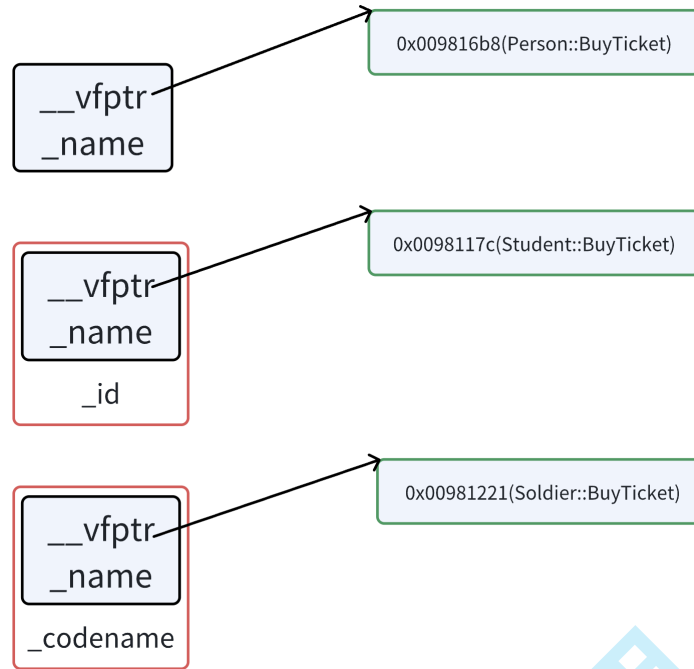 0x009816b8(Person::BuyTicket)
__vfptr
_name
0x0098117c(Student::BuyTicket)
__vfptr
_name
_id
0x00981221(Soldier::BuyTicket)
__vfptr
_name
_codename